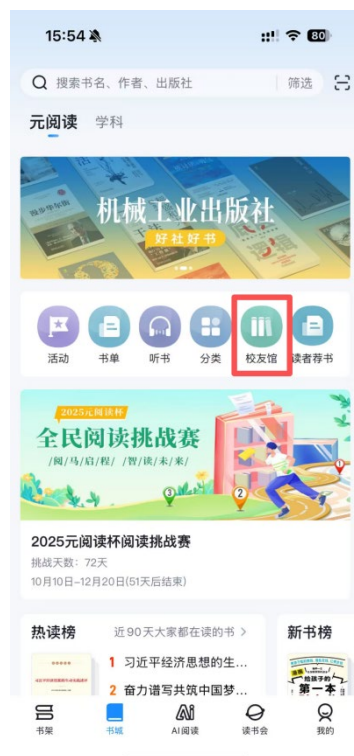 15:54
80
搜索书名、作者、出版社
筛选
元阅读
学科
机械工业出版社
好社好书
活动
书单
听书
分类
校友馆
读者荐书
2025元阅读杯
全民阅读挑战赛
/阅/马/启/程/ /智/读/未/来/
3
2
1
2025元阅读杯阅读挑战赛
挑战天数：72天
10月10日-12月20日(51天后结束)
热读榜
近90天大家都在读的书 >
新书榜
1 习近平经济思想的生...
2 奋力谱写共筑中国梦...
给孩子的
第一本
书架
书城
Ai
AI阅读
读书会
我的